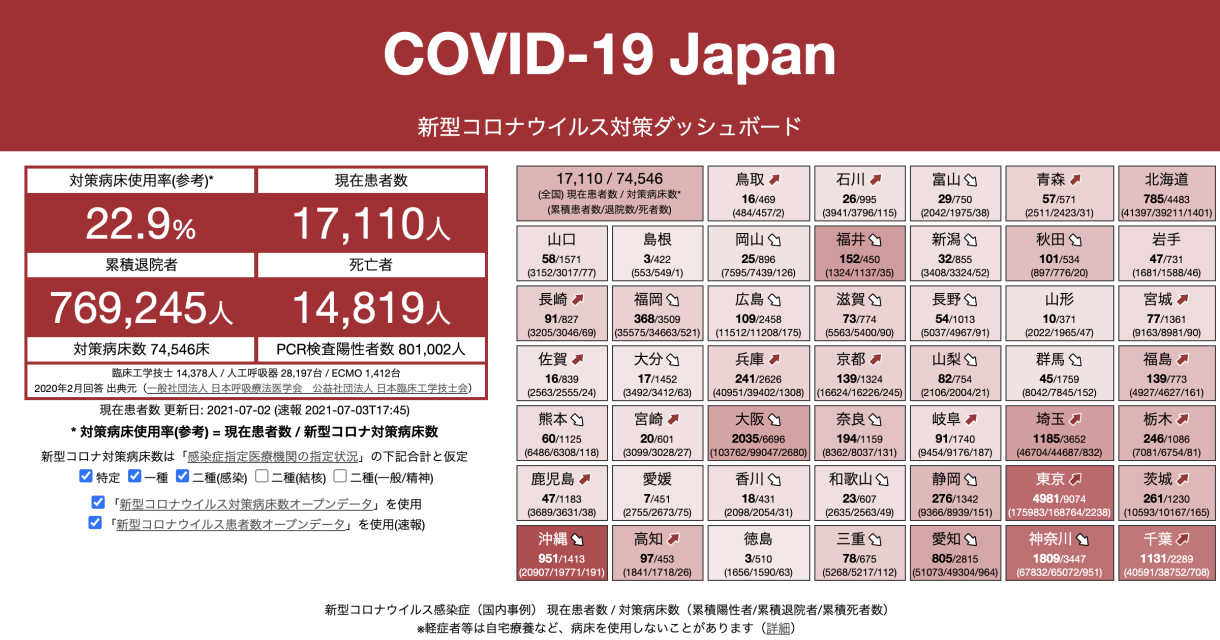 COVID-19 Japan
新型コロナウイルス対策ダッシュボード
対策病床使用率(参考)*
現在患者数
22.9%
17,110人
累積退院者
死亡者
769,245人
14,819人
対策病床数 74,546床
PCR検査陽性者数 801,002人
臨床工学技士 14,378人 / 人工呼吸器 28,197台 / ECMO 1,412台
2020年2月回答 出典元（一般社団法人 日本呼吸療法医学会　公益社団法人 日本臨床工学技士会）
現在患者数 更新日: 2021-07-02 (速報 2021-07-03T17:45)
* 対策病床使用率(参考) = 現在患者数 / 新型コロナ対策病床数
新型コロナ対策病床数は「感染症指定医療機関の指定状況」の下記合計と仮定
特定 一種 二種(感染) 二種(結核) 二種(一般/精神)
「新型コロナウイルス対策病床数オープンデータ」を使用
「新型コロナウイルス患者数オープンデータ」を使用(速報)
17,110 / 74,546
(全国) 現在患者数 / 対策病床数*
(累積患者数/退院数/死者数)
鳥取
16/469
(484/457/2)
石川
26/995
(3941/3796/115)
富山
29/750
(2042/1975/38)
青森
57/571
(2511/2423/31)
北海道
785/4483
(41397/39211/1401)
山口
58/1571
(3152/3017/77)
島根
3/422
(553/549/1)
岡山
25/896
(7595/7439/126)
福井
152/450
(1324/1137/35)
新潟
32/855
(3408/3324/52)
秋田
101/534
(897/776/20)
岩手
47/731
(1681/1588/46)
長崎
91/827
(3205/3046/69)
福岡
368/3509
(35575/34663/521)
広島
109/2458
(11512/11208/175)
滋賀
73/774
(5563/5400/90)
長野
54/1013
(5037/4967/91)
山形
10/371
(2022/1965/47)
宮城
77/1361
(9163/8981/90)
佐賀
16/839
(2563/2555/24)
大分
17/1452
(3492/3412/63)
兵庫
241/2626
(40951/39402/1308)
京都
139/1324
(16624/16226/245)
山梨
82/754
(2106/2004/21)
群馬
45/1759
(8042/7845/152)
福島
139/773
(4927/4627/161)
熊本
60/1125
(6486/6308/118)
宮崎
20/601
(3099/3028/27)
大阪
2035/6696
(103762/99047/2680)
奈良
194/1159
(8362/8037/131)
岐阜
91/1740
(9454/9176/187)
埼玉
1185/3652
(46704/44687/832)
栃木
246/1086
(7081/6754/81)
鹿児島
47/1183
(3689/3631/38)
愛媛
7/451
(2755/2673/75)
香川
18/431
(2098/2054/31)
和歌山
23/607
(2635/2563/49)
静岡
276/1342
(9366/8939/151)
東京
4981/9074
(175983/168764/2238)
茨城
261/1230
(10593/10167/165)
沖縄
951/1413
(20907/19771/191)
高知
97/453
(1841/1718/26)
徳島
3/510
(1656/1590/63)
三重
78/675
(5268/5217/112)
愛知
805/2815
(51073/49304/964)
神奈川
1809/3447
(67832/65072/951)
千葉
1131/2289
(40591/38752/708)
新型コロナウイルス感染症（国内事例） 現在患者数 / 対策病床数（累積陽性者/累積退院者/累積死者数）
※軽症者等は自宅療養など、病床を使用しないことがあります（詳細）